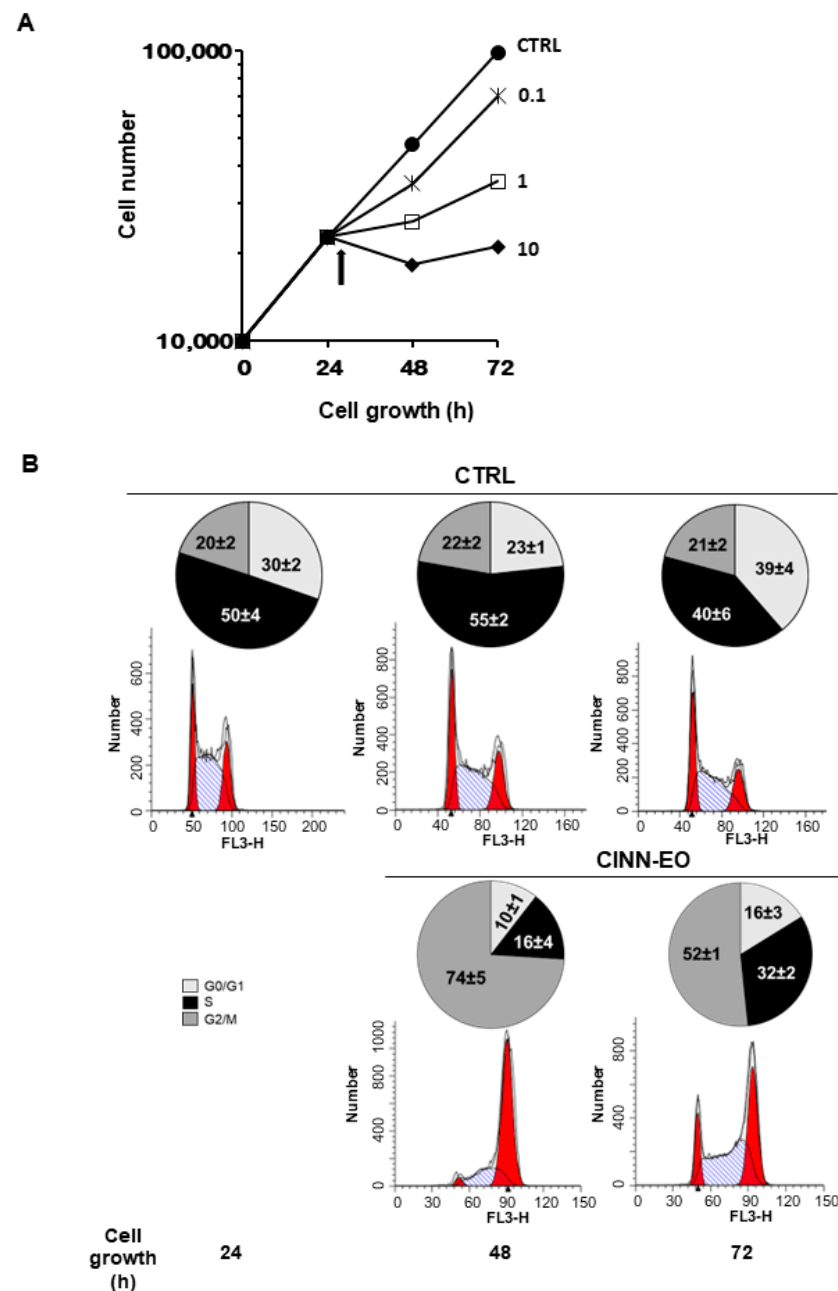 A
100,000
10,000
Cell number
CTRL
0.1
1
10
0 24 48 72
Cell growth (h)
B
CTRL
20±2 30±2 50±4
22±2 23±1 55±2
21±2 39±4 40±6
Number
600
400
200
0
0 50 100 150 200
FL3-H
Number
800
600
400
200
0
0 40 80 120 160
FL3-H
Number
800
600
400
200
0
0 40 80 120 160
FL3-H
CINN-EO
10±1 16±4 74±5
16±3 52±1 32±2
G0/G1
S
G2/M
Number
1000
800
400
0
0 30 60 90 120 150
FL3-H
Number
800
400
0
0 30 60 90 120 150
FL3-H
Cell
growth
(h)
24 48 72